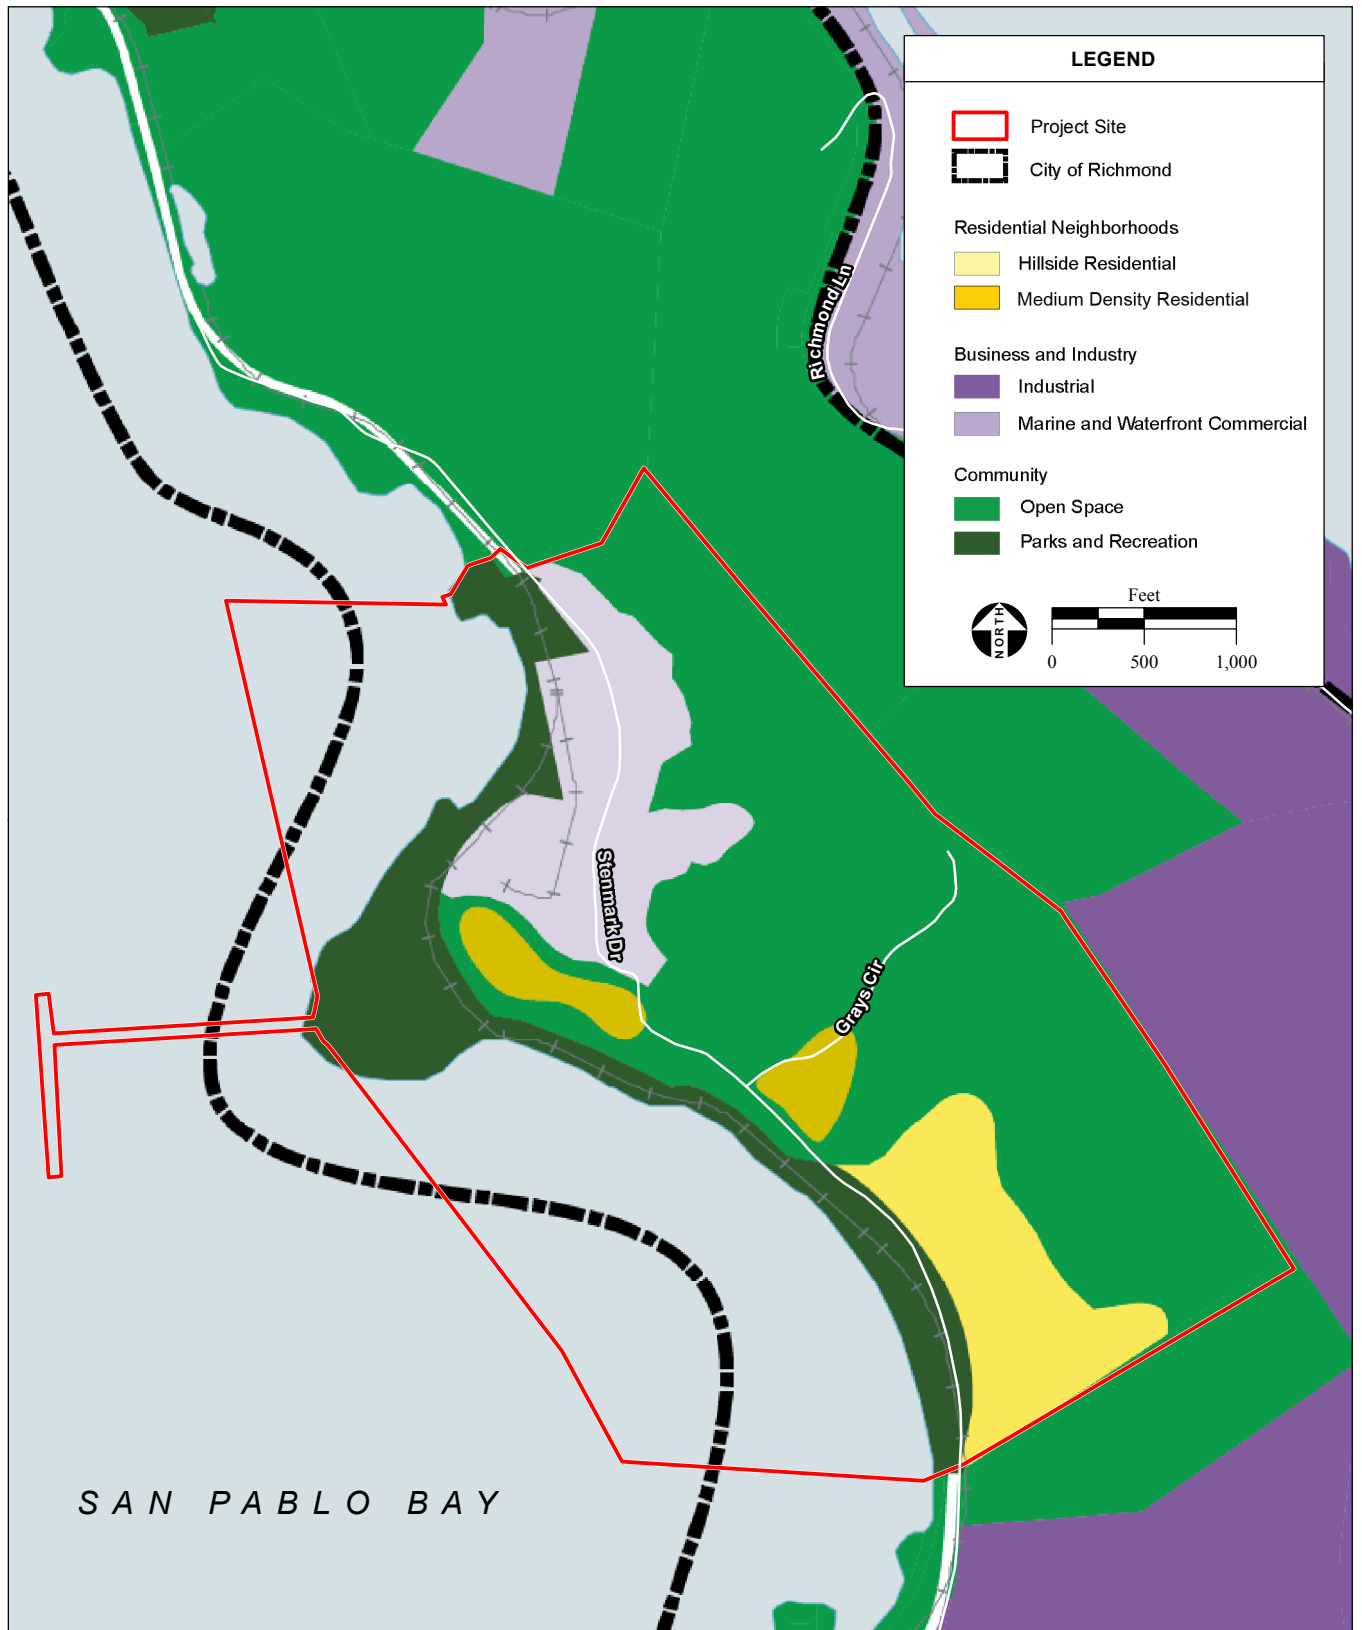 LEGEND
Project Site
City of Richmond
Residential Neighborhoods
Hillside Residential
Medium Density Residential
Business and Industry
Industrial
Marine and Waterfront Commercial
Community
Open Space
Parks and Recreation
NORTH
Feet
0 500 1,000
Richmond Ln
Stenmark Dr
Grays Cir
SAN PABLO BAY